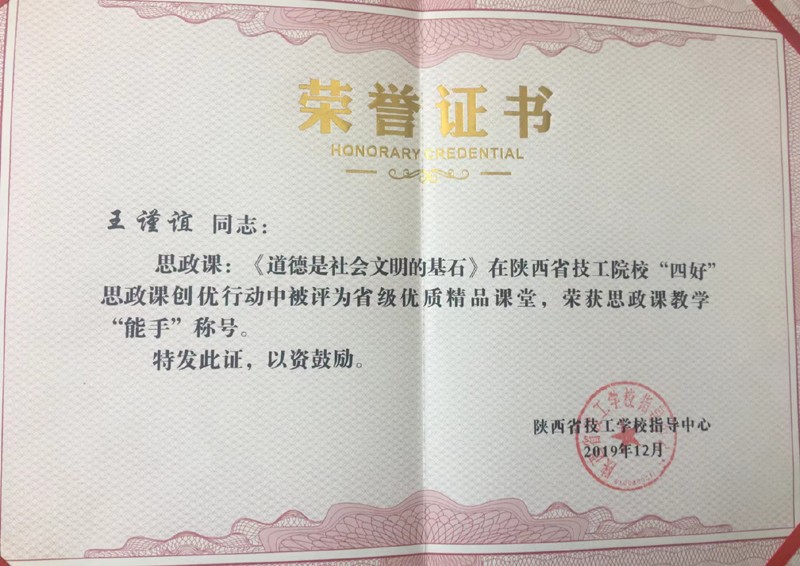 荣誉证书
HONORARY CREDENTIAL
王谨谊 同志：
思政课：《道德是社会文明的基石》在陕西省技工院校“四好”
思政课创优行动中被评为省级优质精品课堂，荣获思政课教学
“能手”称号。
特发此证，以资鼓励。
陕西省技工学校指导中心
2019年12月